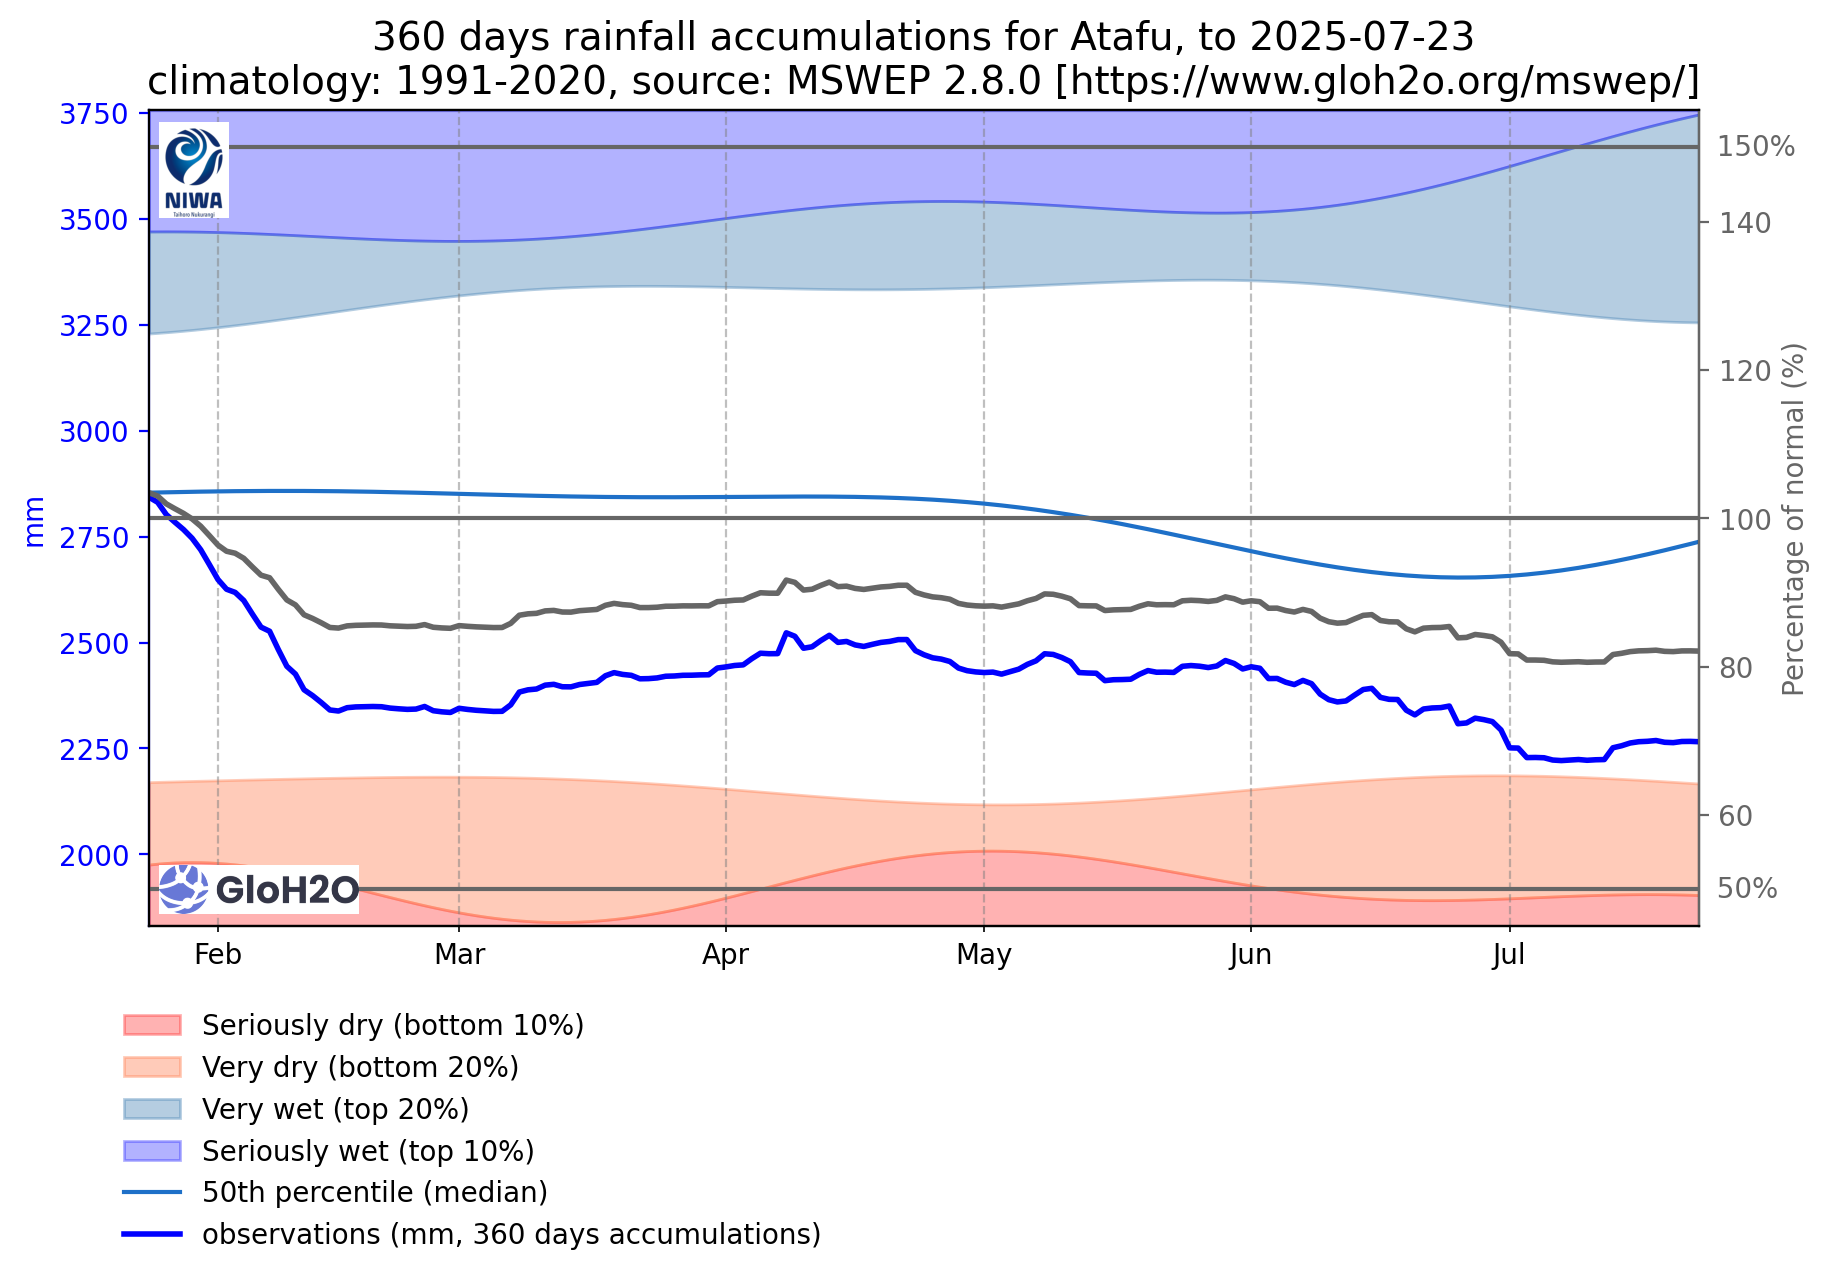 360 days rainfall accumulations for Atafu, to 2025-07-23
climatology: 1991-2020, source: MSWEP 2.8.0 [https://www.gloh2o.org/mswep/]
3750
3500
3250
3000
2750
2500
2250
2000
mm
NIWA
Taihoro Nukurangi
GloH2O
150%
140
120
100
80
60
50%
Percentage of normal (%)
Feb
Mar
Apr
May
Jun
Jul
Seriously dry (bottom 10%)
Very dry (bottom 20%)
Very wet (top 20%)
Seriously wet (top 10%)
50th percentile (median)
observations (mm, 360 days accumulations)